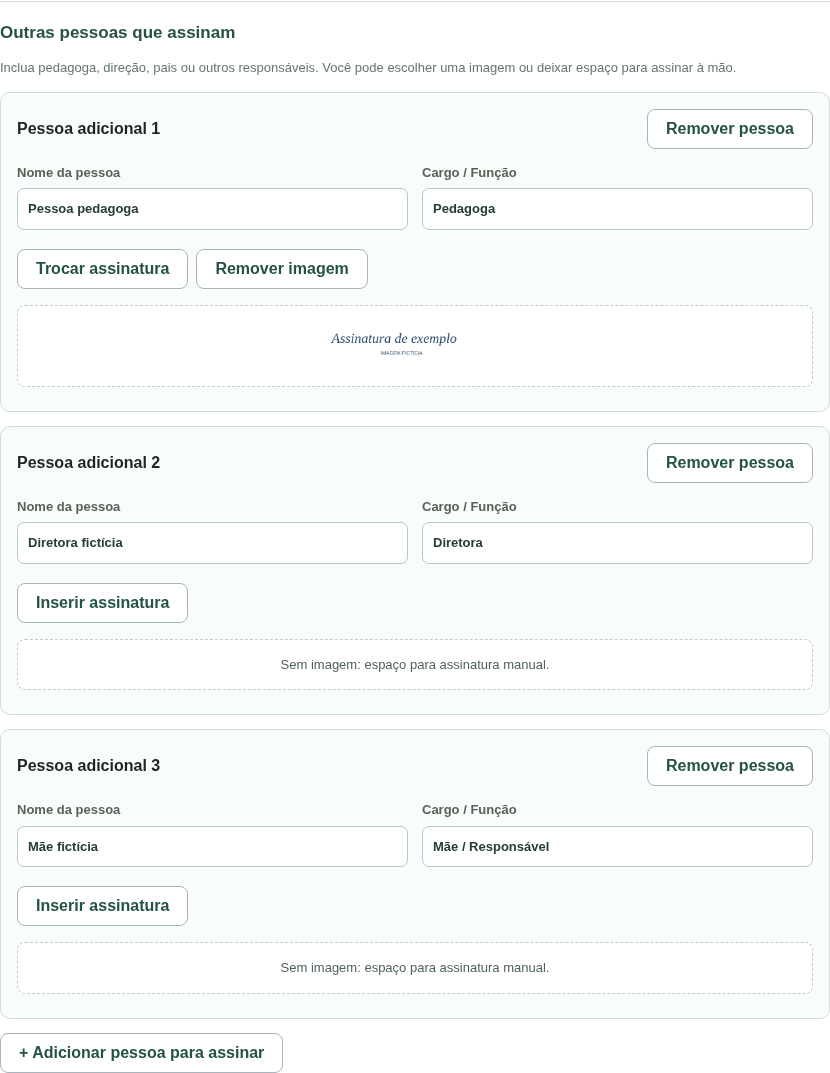 Outras pessoas que assinam
Inclua pedagoga, direção, pais ou outros responsáveis. Você pode escolher uma imagem ou deixar espaço para assinar à mão.
Pessoa adicional 1
Remover pessoa
Nome da pessoa
Cargo / Função
Pessoa pedagoga
Pedagoga
Trocar assinatura
Remover imagem
Assinatura de exemplo
IMAGEM FICTÍCIA
Pessoa adicional 2
Remover pessoa
Nome da pessoa
Cargo / Função
Diretora fictícia
Diretora
Inserir assinatura
Sem imagem: espaço para assinatura manual.
Pessoa adicional 3
Remover pessoa
Nome da pessoa
Cargo / Função
Mãe fictícia
Mãe / Responsável
Inserir assinatura
Sem imagem: espaço para assinatura manual.
+ Adicionar pessoa para assinar